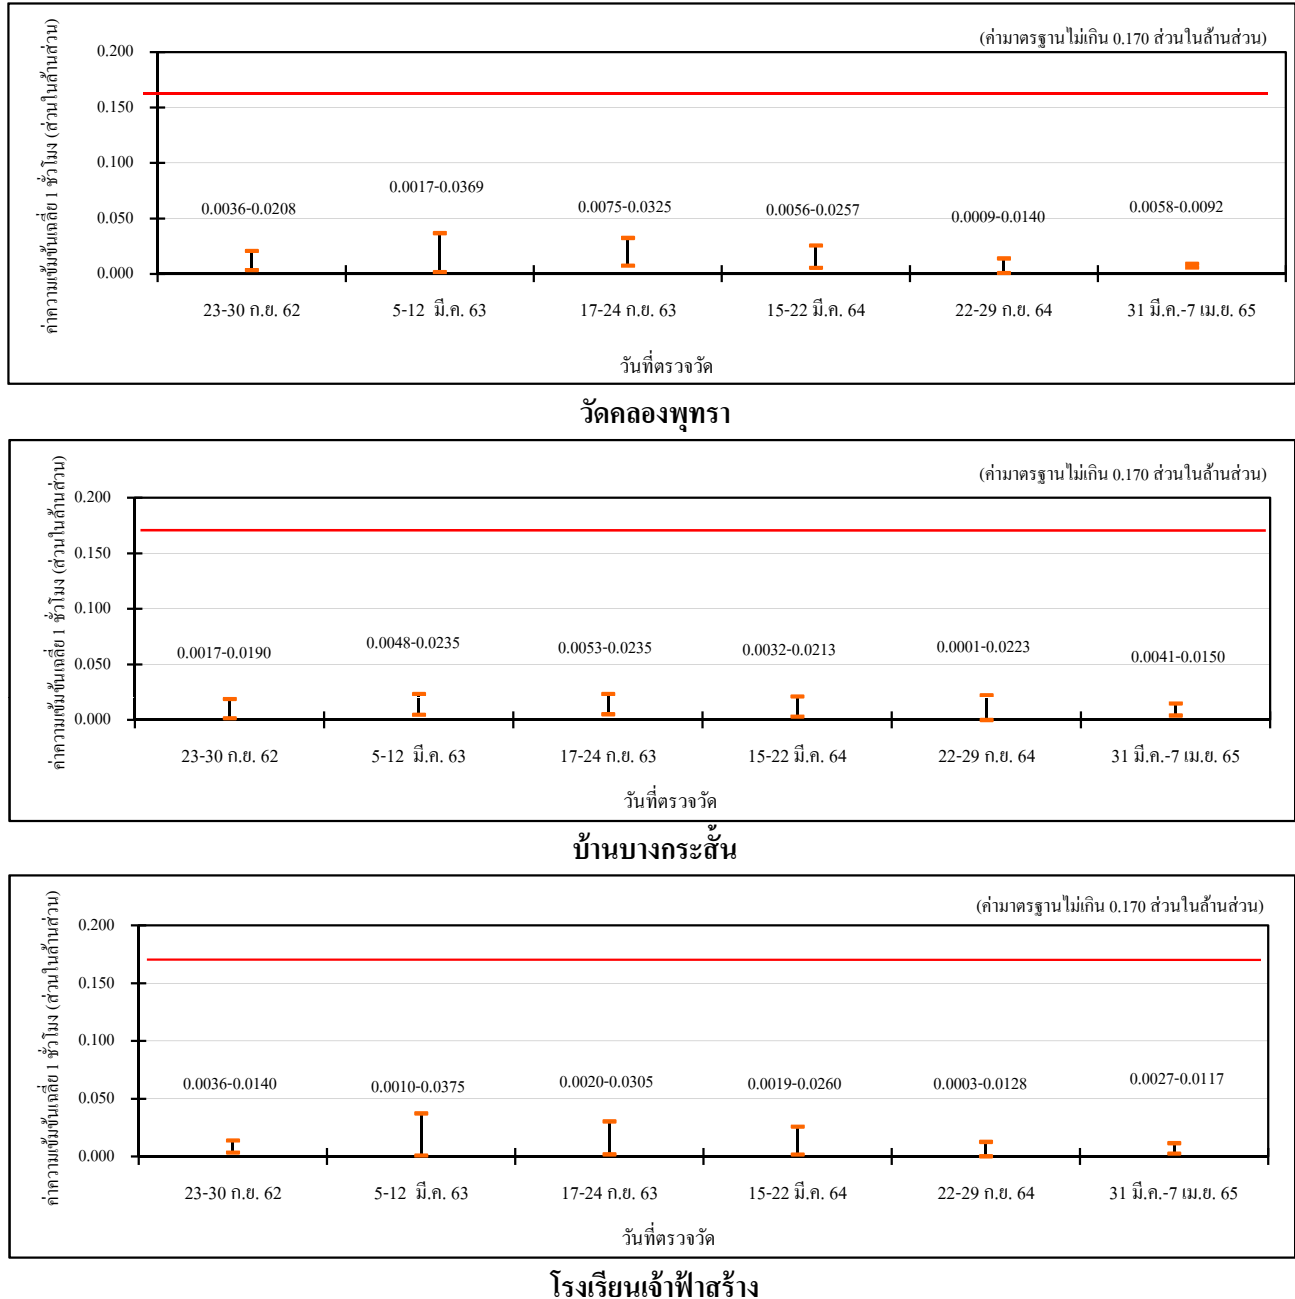 (ค่ามาตรฐานไม่เกิน 0.170 ส่วนในล้านส่วน)
ค่าความเข้มข้นเฉลี่ย 1 ชั่วโมง (ส่วนในล้านส่วน)
0.200
0.150
0.100
0.050
0.000
0.0036-0.0208
0.0017-0.0369
0.0075-0.0325
0.0056-0.0257
0.0009-0.0140
0.0058-0.0092
23-30 ก.ย. 62
5-12 มี.ค. 63
17-24 ก.ย. 63
15-22 มี.ค. 64
22-29 ก.ย. 64
31 มี.ค.-7 เม.ย. 65
วันที่ตรวจวัด
วัดคลองพุทรา
(ค่ามาตรฐานไม่เกิน 0.170 ส่วนในล้านส่วน)
ค่าความเข้มข้นเฉลี่ย 1 ชั่วโมง (ส่วนในล้านส่วน)
0.200
0.150
0.100
0.050
0.000
0.0017-0.0190
0.0048-0.0235
0.0053-0.0235
0.0032-0.0213
0.0001-0.0223
0.0041-0.0150
23-30 ก.ย. 62
5-12 มี.ค. 63
17-24 ก.ย. 63
15-22 มี.ค. 64
22-29 ก.ย. 64
31 มี.ค.-7 เม.ย. 65
วันที่ตรวจวัด
บ้านบางกระสั้น
(ค่ามาตรฐานไม่เกิน 0.170 ส่วนในล้านส่วน)
ค่าความเข้มข้นเฉลี่ย 1 ชั่วโมง (ส่วนในล้านส่วน)
0.200
0.150
0.100
0.050
0.000
0.0036-0.0140
0.0010-0.0375
0.0020-0.0305
0.0019-0.0260
0.0003-0.0128
0.0027-0.0117
23-30 ก.ย. 62
5-12 มี.ค. 63
17-24 ก.ย. 63
15-22 มี.ค. 64
22-29 ก.ย. 64
31 มี.ค.-7 เม.ย. 65
วันที่ตรวจวัด
โรงเรียนเจ้าฟ้าสร้าง